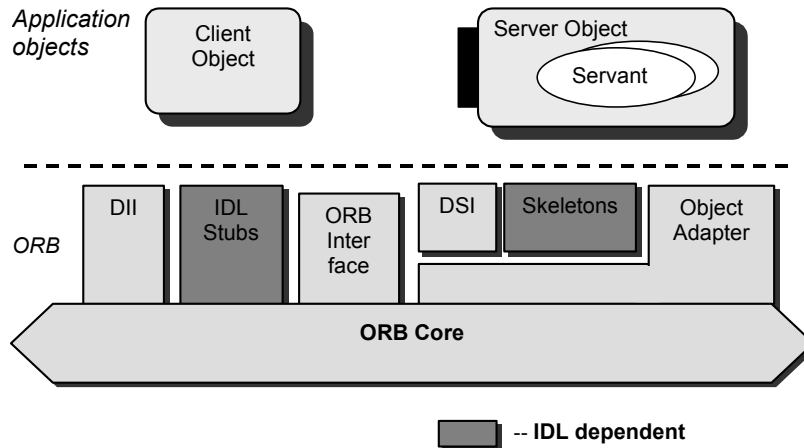 Application
objects
Client
Object
Server Object
Servant
ORB
DII
IDL
Stubs
ORB
Inter
face
DSI
Skeletons
Object
Adapter
ORB Core
-- IDL dependent